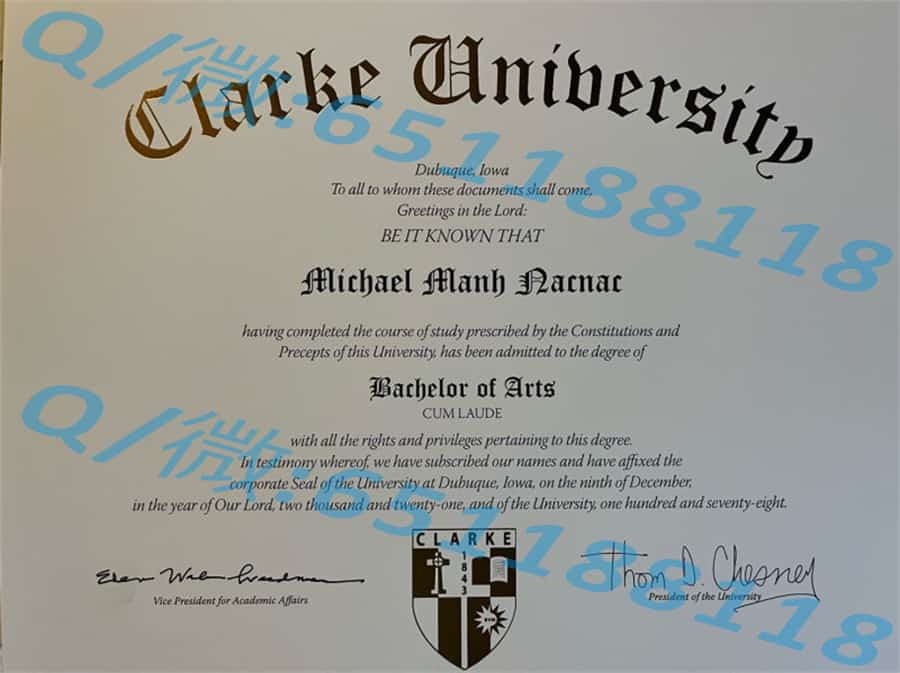 Clarke University
Dubuque, Iowa
To all to whom these documents shall come,
Greetings in the Lord:
BE IT KNOWN THAT
Michael Manh Nacnac
having completed the course of study prescribed by the Constitutions and
Precepts of this University, has been admitted to the degree of
Bachelor of Arts
CUM LAUDE
with all the rights and privileges pertaining to this degree.
In testimony whereof, we have subscribed our names and have affixed the
corporate Seal of the University at Dubuque, Iowa, on the ninth of December,
in the year of Our Lord, two thousand and twenty-one, and of the University, one hundred and seventy-eight.
CLARKE
1843
Vice President for Academic Affairs
Thom D. Chesney
President of the University
Q/微:65118 8118
Q/微:65118 8118